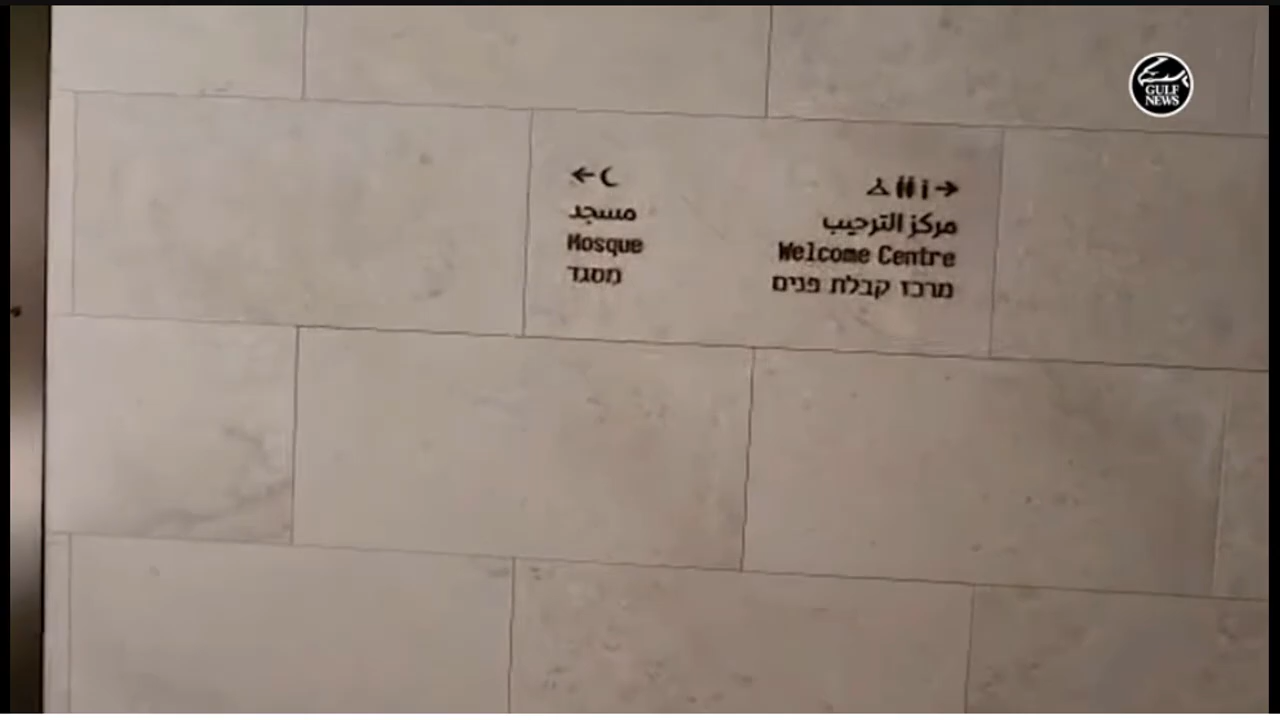 GULF
NEWS
مسجد
Mosque
מסגד
مركز الترحيب
Welcome Centre
מרכז קבלת פנים